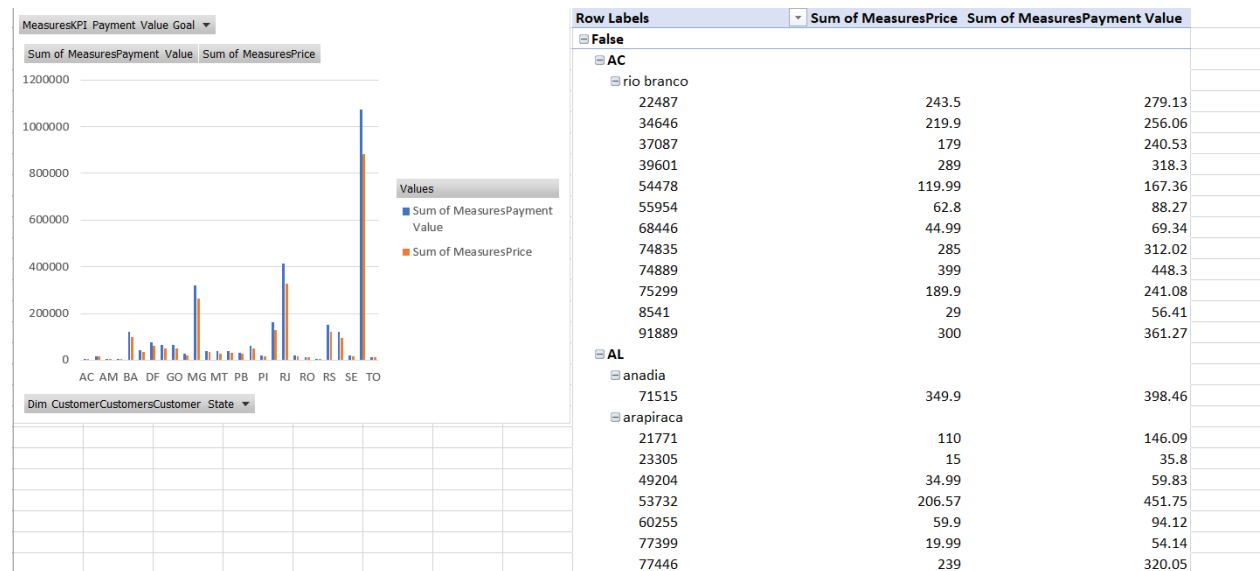 MeasuresKPI Payment Value Goal
Sum of MeasuresPayment Value Sum of MeasuresPrice
1200000
1000000
800000
600000
400000
200000
0
AC AM BA DF GO MG MT PB PI RJ RO RS SE TO
Values
Sum of MeasuresPayment
Value
Sum of MeasuresPrice
Dim CustomerCustomersCustomer State
Row Labels Sum of MeasuresPrice Sum of MeasuresPayment Value
False
AC
rio branco
22487 243.5 279.13
34646 219.9 256.06
37087 179 240.53
39601 289 318.3
54478 119.99 167.36
55954 62.8 88.27
68446 44.99 69.34
74835 285 312.02
74889 399 448.3
75299 189.9 241.08
8541 29 56.41
91889 300 361.27
AL
anadia
71515 349.9 398.46
arapiraca
21771 110 146.09
23305 15 35.8
49204 34.99 59.83
53732 206.57 451.75
60255 59.9 94.12
77399 19.99 54.14
77446 239 320.05